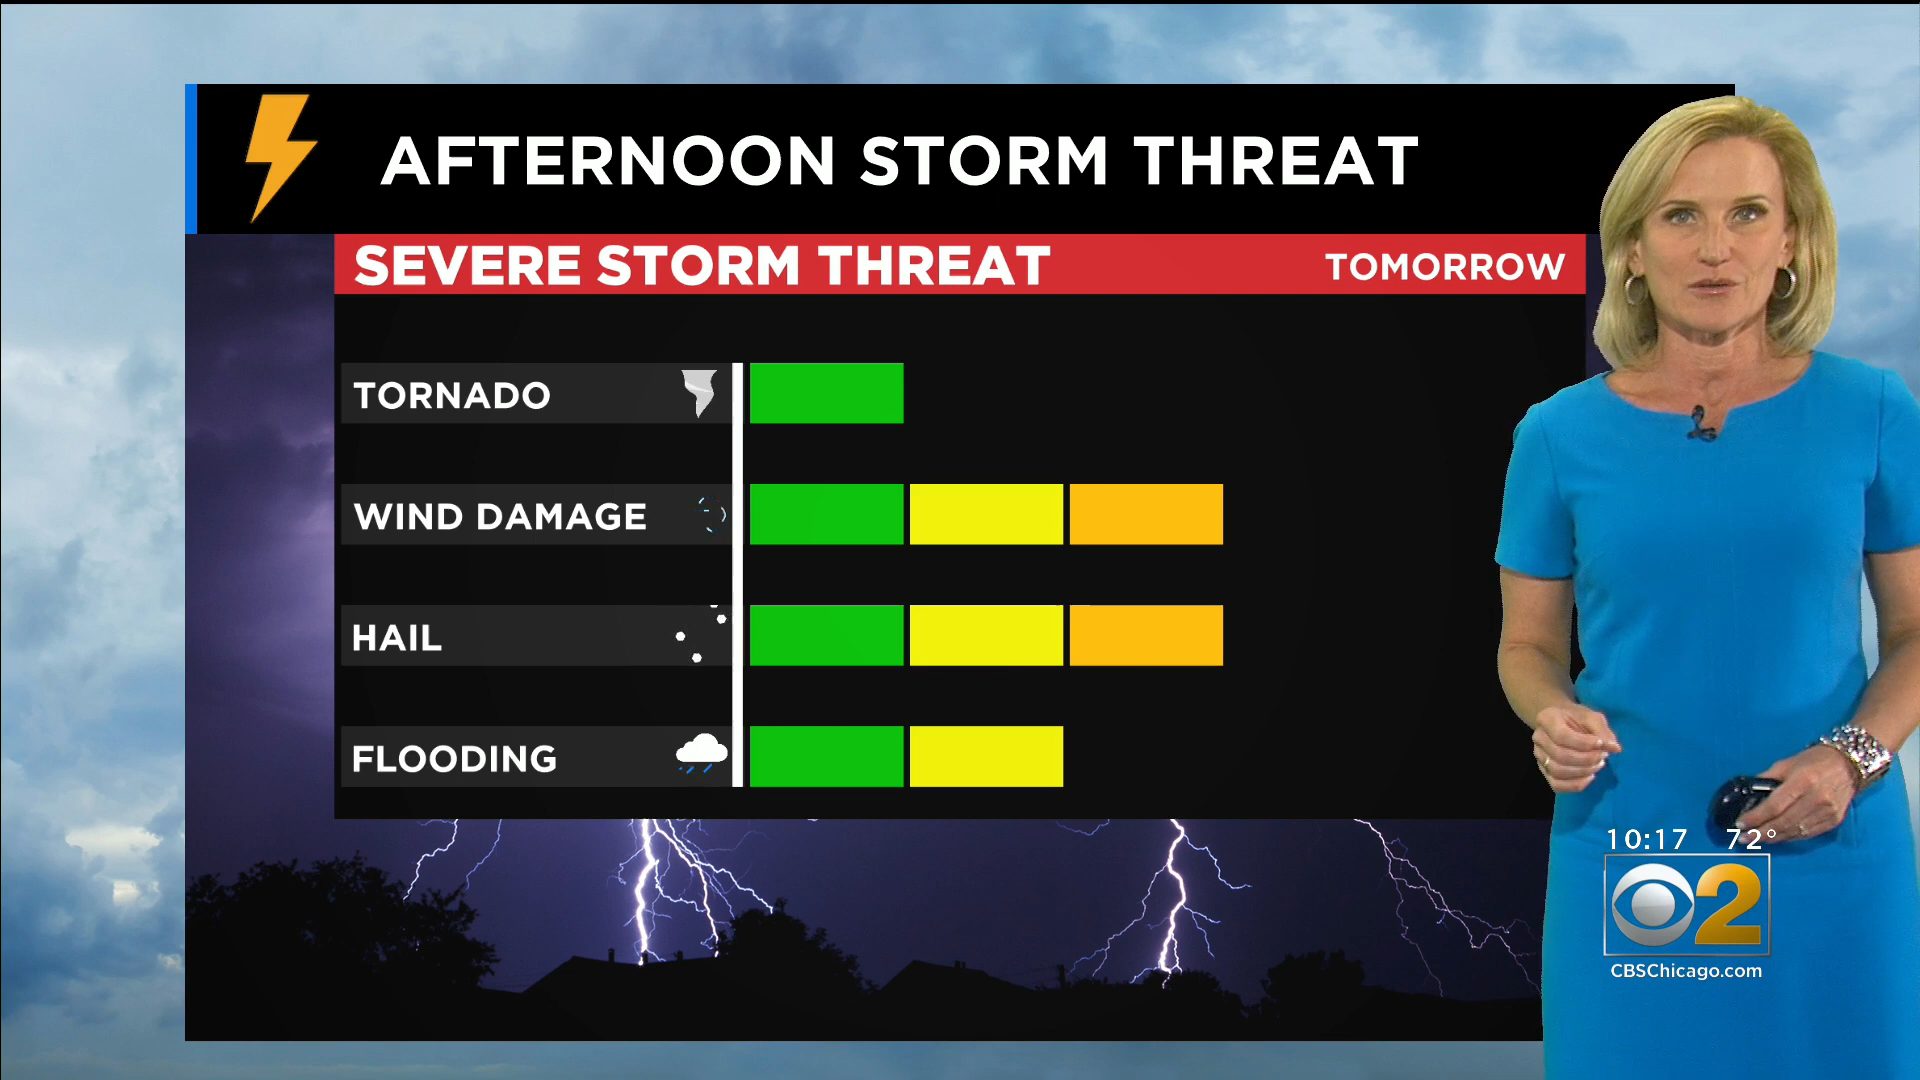 AFTERNOON STORM THREAT
SEVERE STORM THREAT
TOMORROW
TORNADO
WIND DAMAGE
HAIL
FLOODING
10:17 72°
2
CBSChicago.com